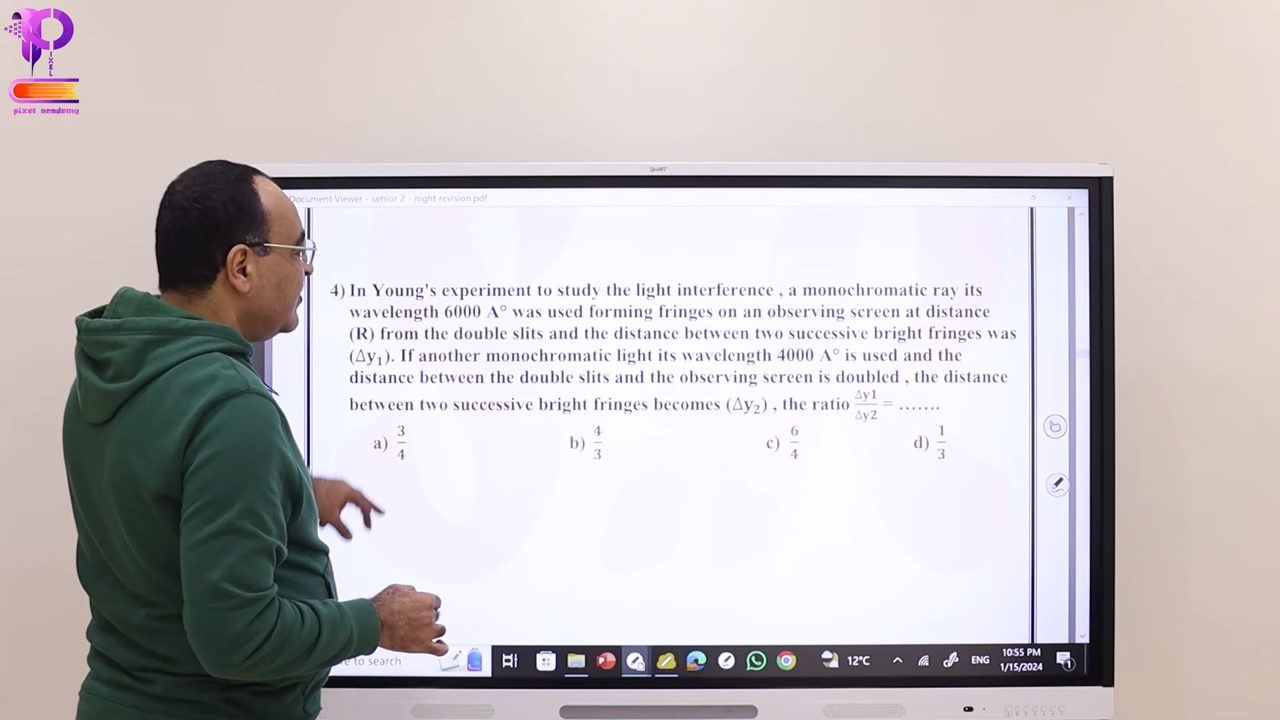 PIXEL
pixel academy
SMART
Document Viewer - senior 2 - night revision.pdf
4) In Young's experiment to study the light interference , a monochromatic ray its
wavelength 6000 A° was used forming fringes on an observing screen at distance
(R) from the double slits and the distance between two successive bright fringes was
(Δy₁). If another monochromatic light its wavelength 4000 A° is used and the
distance between the double slits and the observing screen is doubled , the distance
between two successive bright fringes becomes (Δy₂) , the ratio Δy1/Δy2 = .......
a) 3/4 b) 4/3 c) 6/4 d) 1/3
re to search
12°C
ENG
10:55 PM
1/15/2024
1